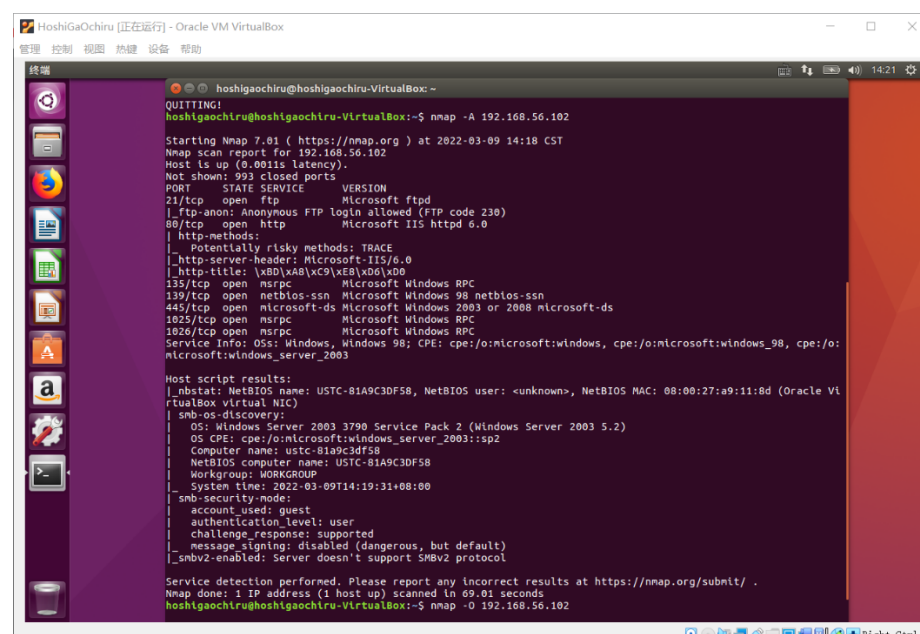 HoshiGaOchiru [正在运行] - Oracle VM VirtualBox
管理 控制 视图 热键 设备 帮助
终端 14:21
hoshigaochiru@hoshigaochiru-VirtualBox: ~
QUITTING!
hoshigaochiru@hoshigaochiru-VirtualBox:~$ nmap -A 192.168.56.102
Starting Nmap 7.01 ( https://nmap.org ) at 2022-03-09 14:18 CST
Nmap scan report for 192.168.56.102
Host is up (0.0011s latency).
Not shown: 993 closed ports
PORT     STATE SERVICE      VERSION
21/tcp   open  ftp          Microsoft ftpd
|_ftp-anon: Anonymous FTP login allowed (FTP code 230)
80/tcp   open  http         Microsoft IIS httpd 6.0
| http-methods:
|_  Potentially risky methods: TRACE
|_http-server-header: Microsoft-IIS/6.0
|_http-title: \xBD\xA8\xC9\xE8\xD6\xD0
135/tcp  open  msrpc        Microsoft Windows RPC
139/tcp  open  netbios-ssn  Microsoft Windows 98 netbios-ssn
445/tcp  open  microsoft-ds Microsoft Windows 2003 or 2008 microsoft-ds
1025/tcp open  msrpc        Microsoft Windows RPC
1026/tcp open  msrpc        Microsoft Windows RPC
Service Info: OSs: Windows, Windows 98; CPE: cpe:/o:microsoft:windows, cpe:/o:microsoft:windows_98, cpe:/o:
microsoft:windows_server_2003
Host script results:
|_nbstat: NetBIOS name: USTC-81A9C3DF58, NetBIOS user: <unknown>, NetBIOS MAC: 08:00:27:a9:11:8d (Oracle Vi
rtualBox virtual NIC)
| smb-os-discovery:
|   OS: Windows Server 2003 3790 Service Pack 2 (Windows Server 2003 5.2)
|   OS CPE: cpe:/o:microsoft:windows_server_2003::sp2
|   Computer name: ustc-81a9c3df58
|   NetBIOS computer name: USTC-81A9C3DF58
|   Workgroup: WORKGROUP
|_  System time: 2022-03-09T14:19:31+08:00
| smb-security-mode:
|   account_used: guest
|   authentication_level: user
|   challenge_response: supported
|_  message_signing: disabled (dangerous, but default)
|_smbv2-enabled: Server doesn't support SMBv2 protocol
Service detection performed. Please report any incorrect results at https://nmap.org/submit/ .
Nmap done: 1 IP address (1 host up) scanned in 69.01 seconds
hoshigaochiru@hoshigaochiru-VirtualBox:~$ nmap -O 192.168.56.102
Right Ctrl